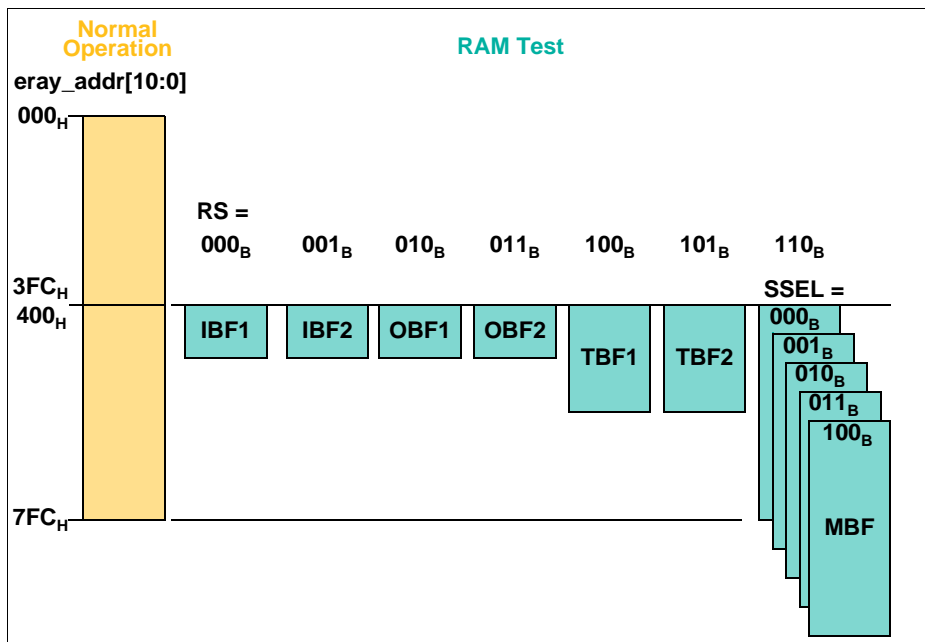 Normal
Operation
RAM Test
eray_addr[10:0]
000H
RS =
000B 001B 010B 011B 100B 101B 110B
3FCH
SSEL =
400H
IBF1 IBF2 OBF1 OBF2 TBF1 TBF2
000B
001B
010B
011B
100B
7FCH
MBF